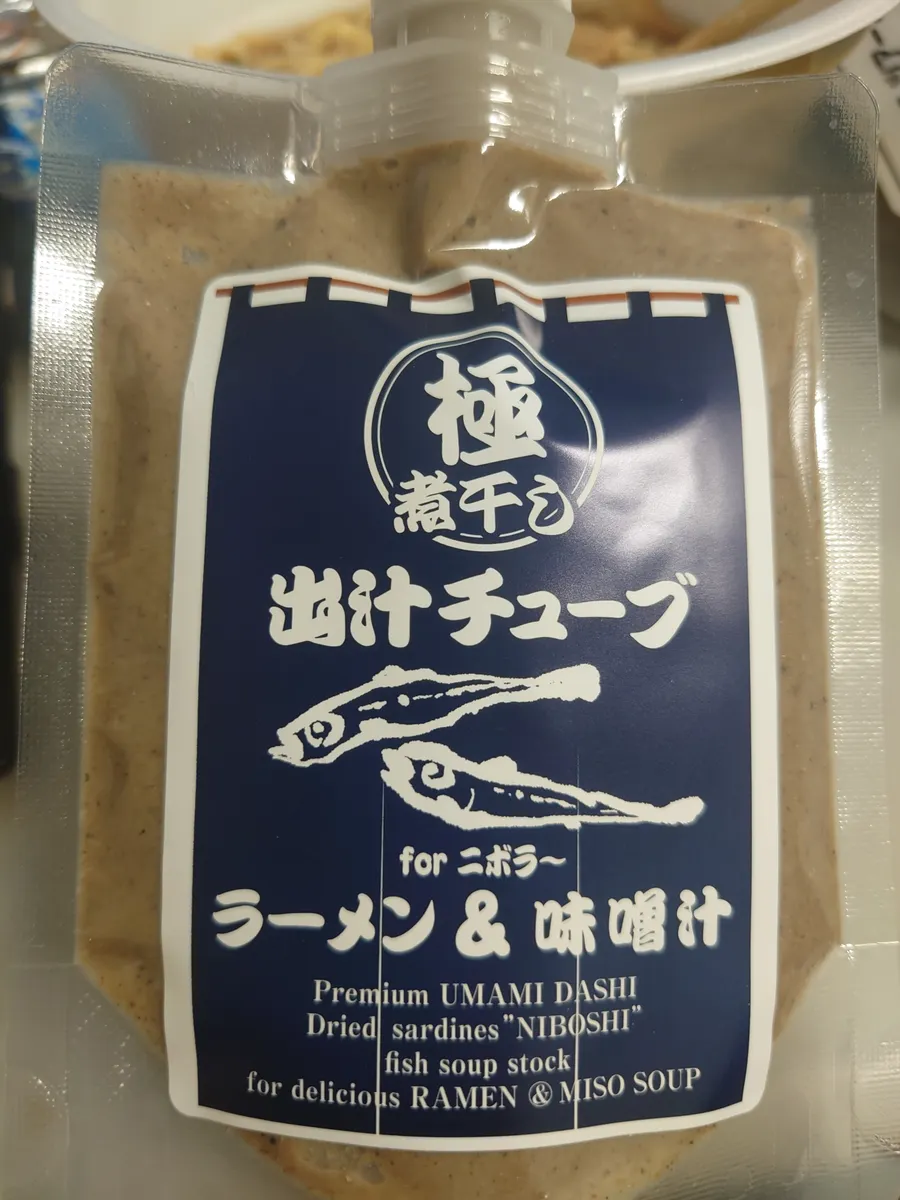 極
煮干し
出汁チューブ
for ニボラ〜
ラーメン & 味噌汁
Premium UMAMI DASHI
Dried sardines "NIBOSHI"
fish soup stock
for delicious RAMEN & MISO SOUP